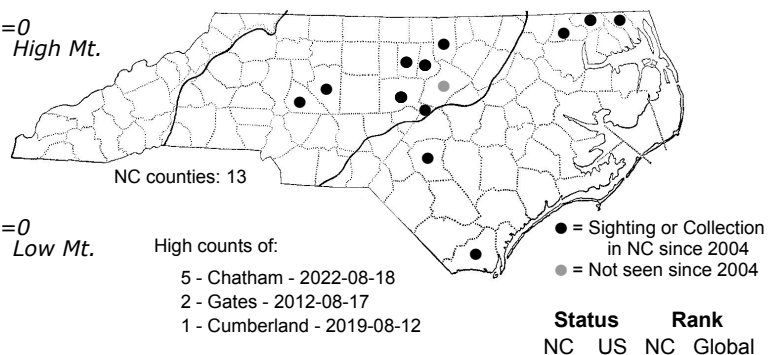 =0
High Mt.
NC counties: 13
=0
Low Mt.
High counts of:
5 - Chatham - 2022-08-18
2 - Gates - 2012-08-17
1 - Cumberland - 2019-08-12
● = Sighting or Collection
in NC since 2004
● = Not seen since 2004
Status Rank
NC US NC Global